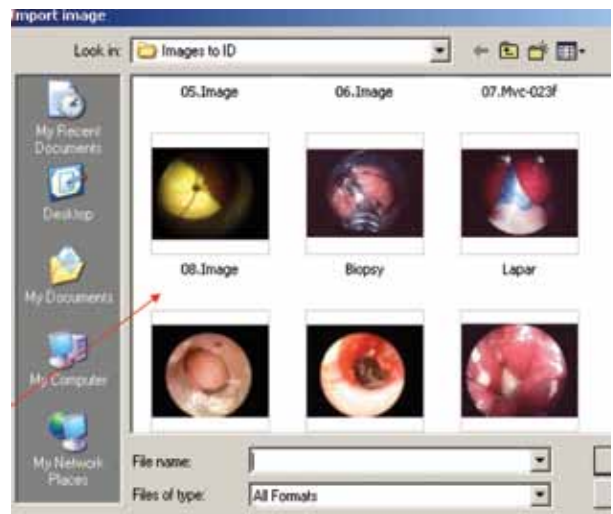 Import image
Look in:
Images to ID
My Recent
Documents
Desktop
My Documents
My Computer
My Network
Places
05.Image
06.Image
07.Mvc-023f
08.Image
Biopsy
Lapar
File name:
Files of type:
All Formats